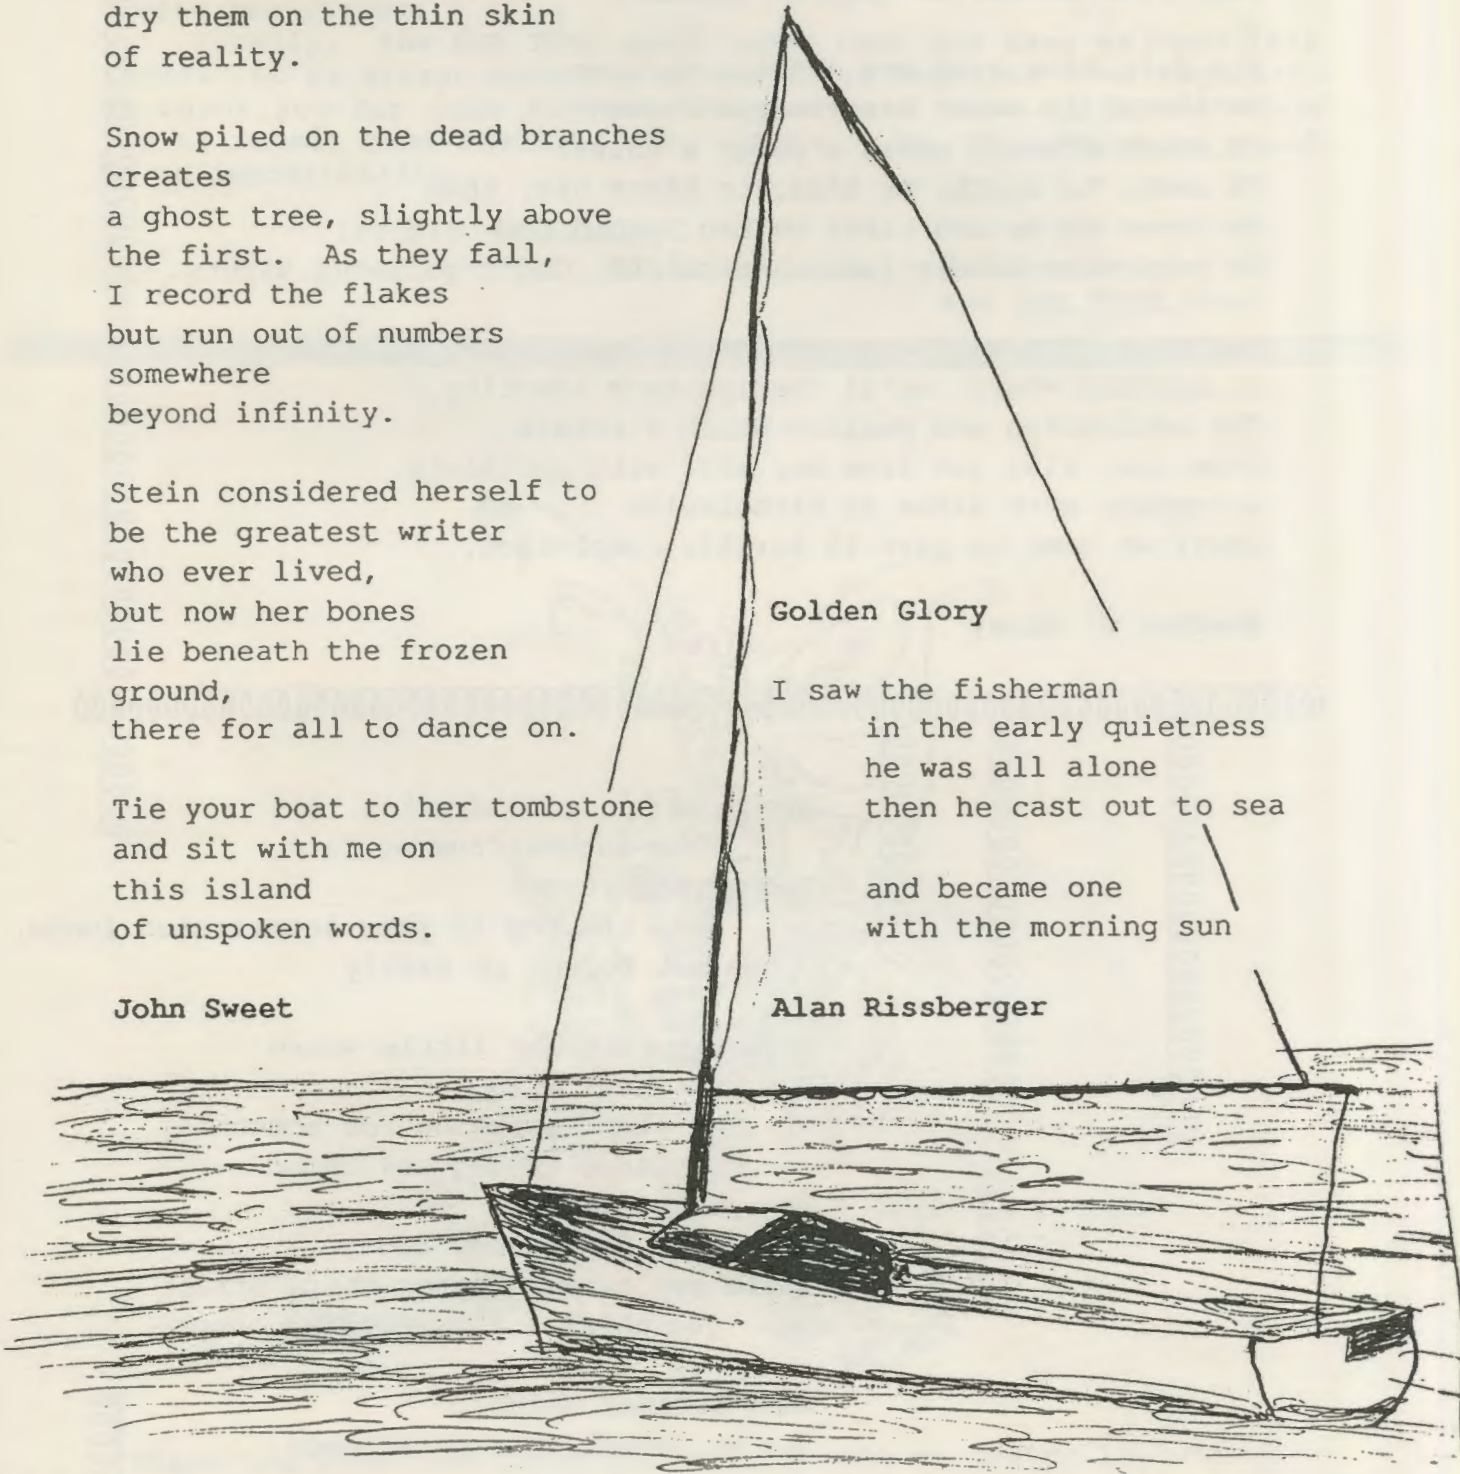 dry them on the thin skin
of reality.

Snow piled on the dead branches
creates
a ghost tree, slightly above
the first.  As they fall,
I record the flakes
but run out of numbers
somewhere
beyond infinity.

Stein considered herself to
be the greatest writer
who ever lived,
but now her bones
lie beneath the frozen
ground,
there for all to dance on.

Tie your boat to her tombstone
and sit with me on
this island
of unspoken words.

John Sweet

Golden Glory

I saw the fisherman
in the early quietness
he was all alone
then he cast out to sea

and became one
with the morning sun

Alan Rissberger